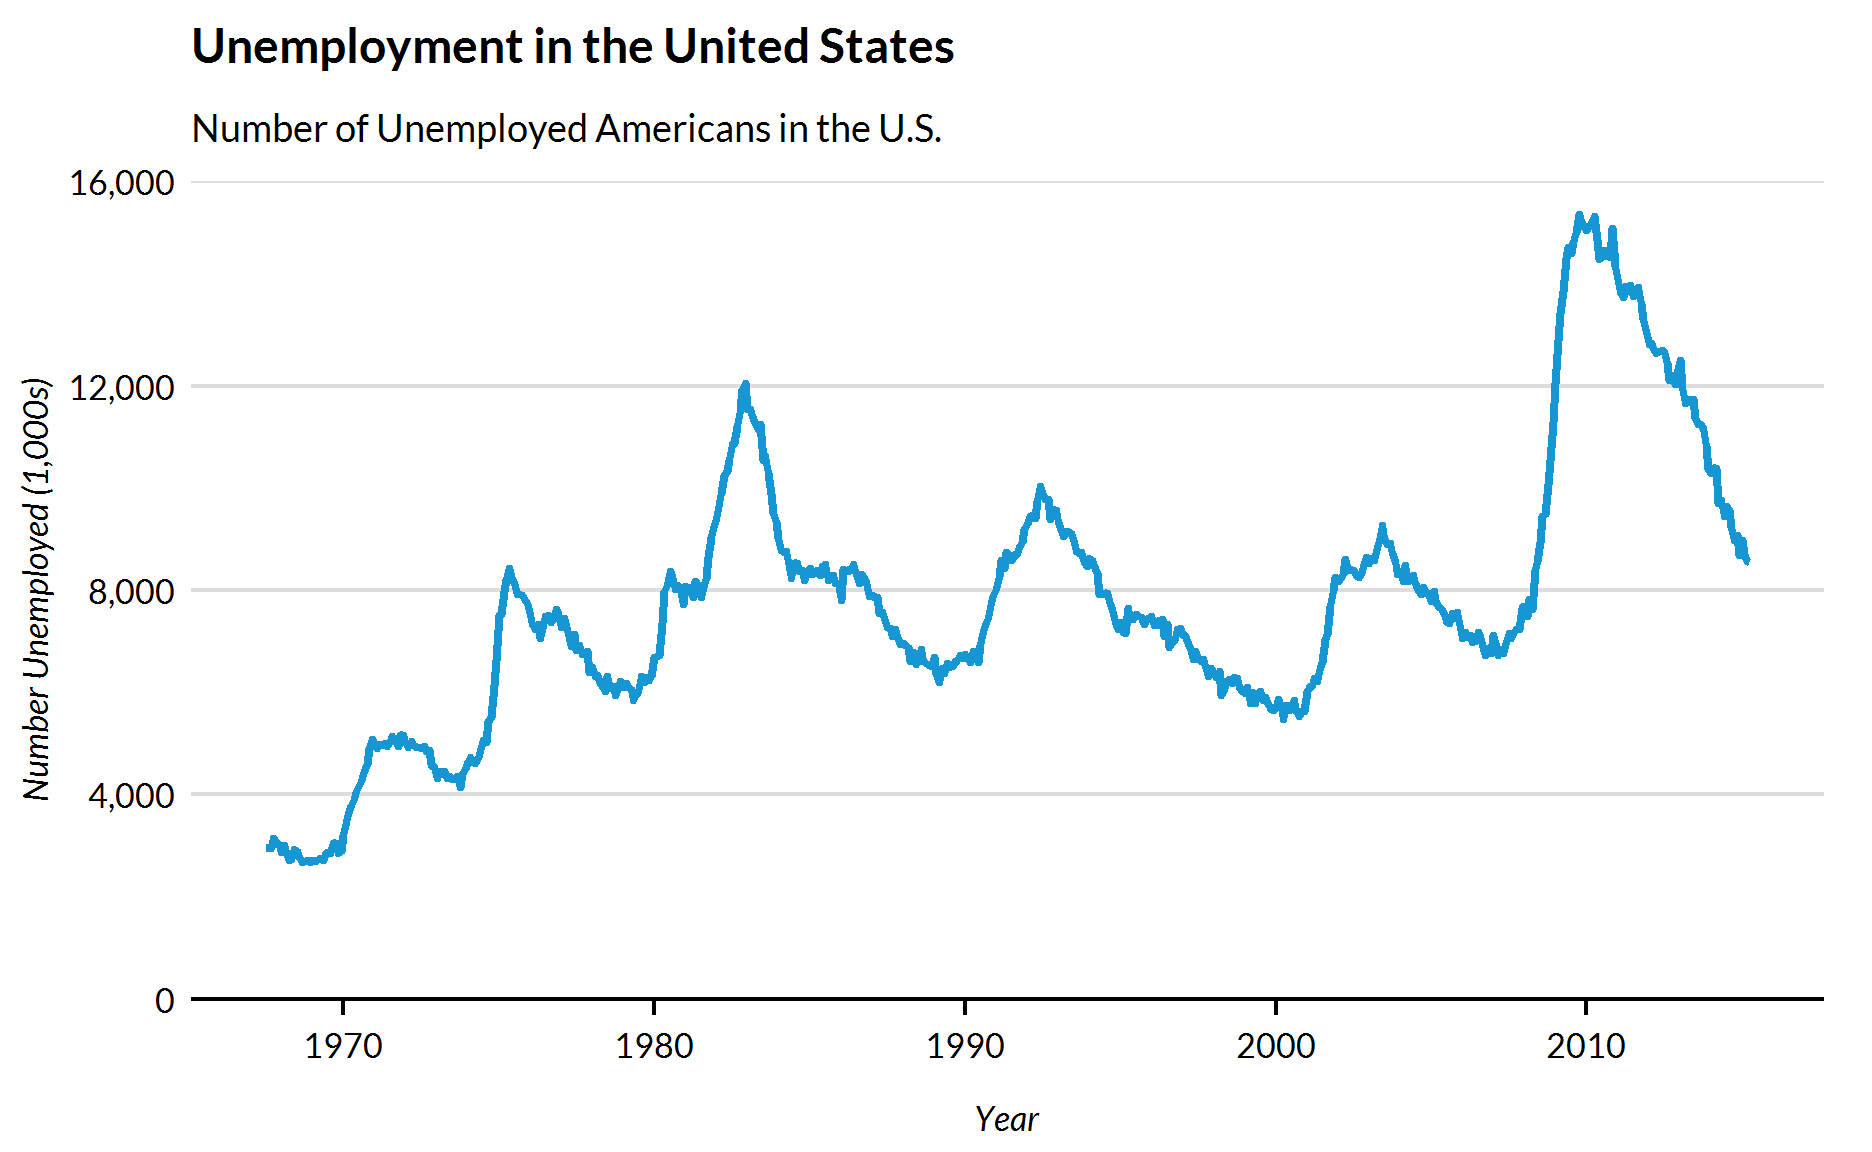 Unemployment in the United States
Number of Unemployed Americans in the U.S.
16,000
12,000
8,000
4,000
0
Number Unemployed (1,000s)
1970 1980 1990 2000 2010
Year